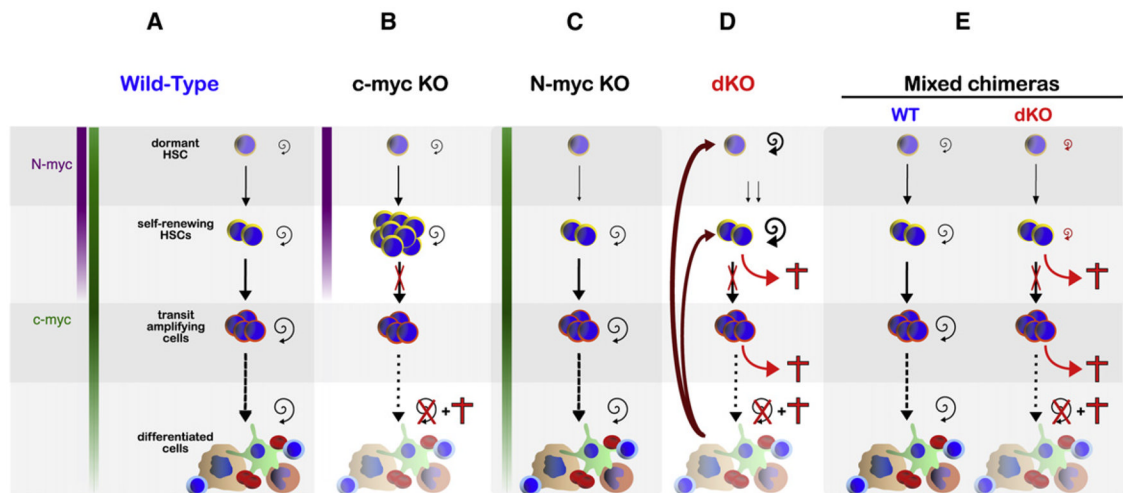 A B C D E
Wild-Type c-myc KO N-myc KO dKO Mixed chimeras
WT dKO
N-myc
dormant
HSC
self-renewing
HSCs
c-myc
transit
amplifying
cells
+ +  +
differentiated
cells